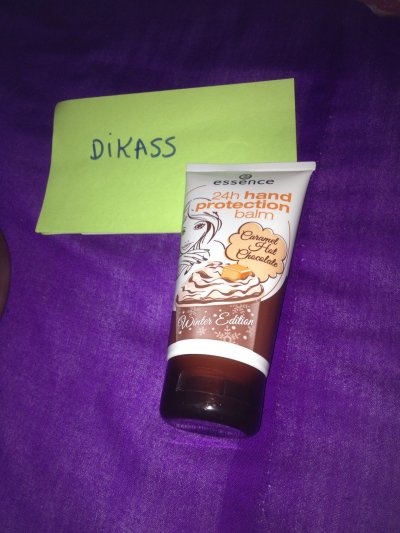 DiKASS
essence
24h hand
protection
balm
Caramel
Hot
Chocolate
Winter Edition